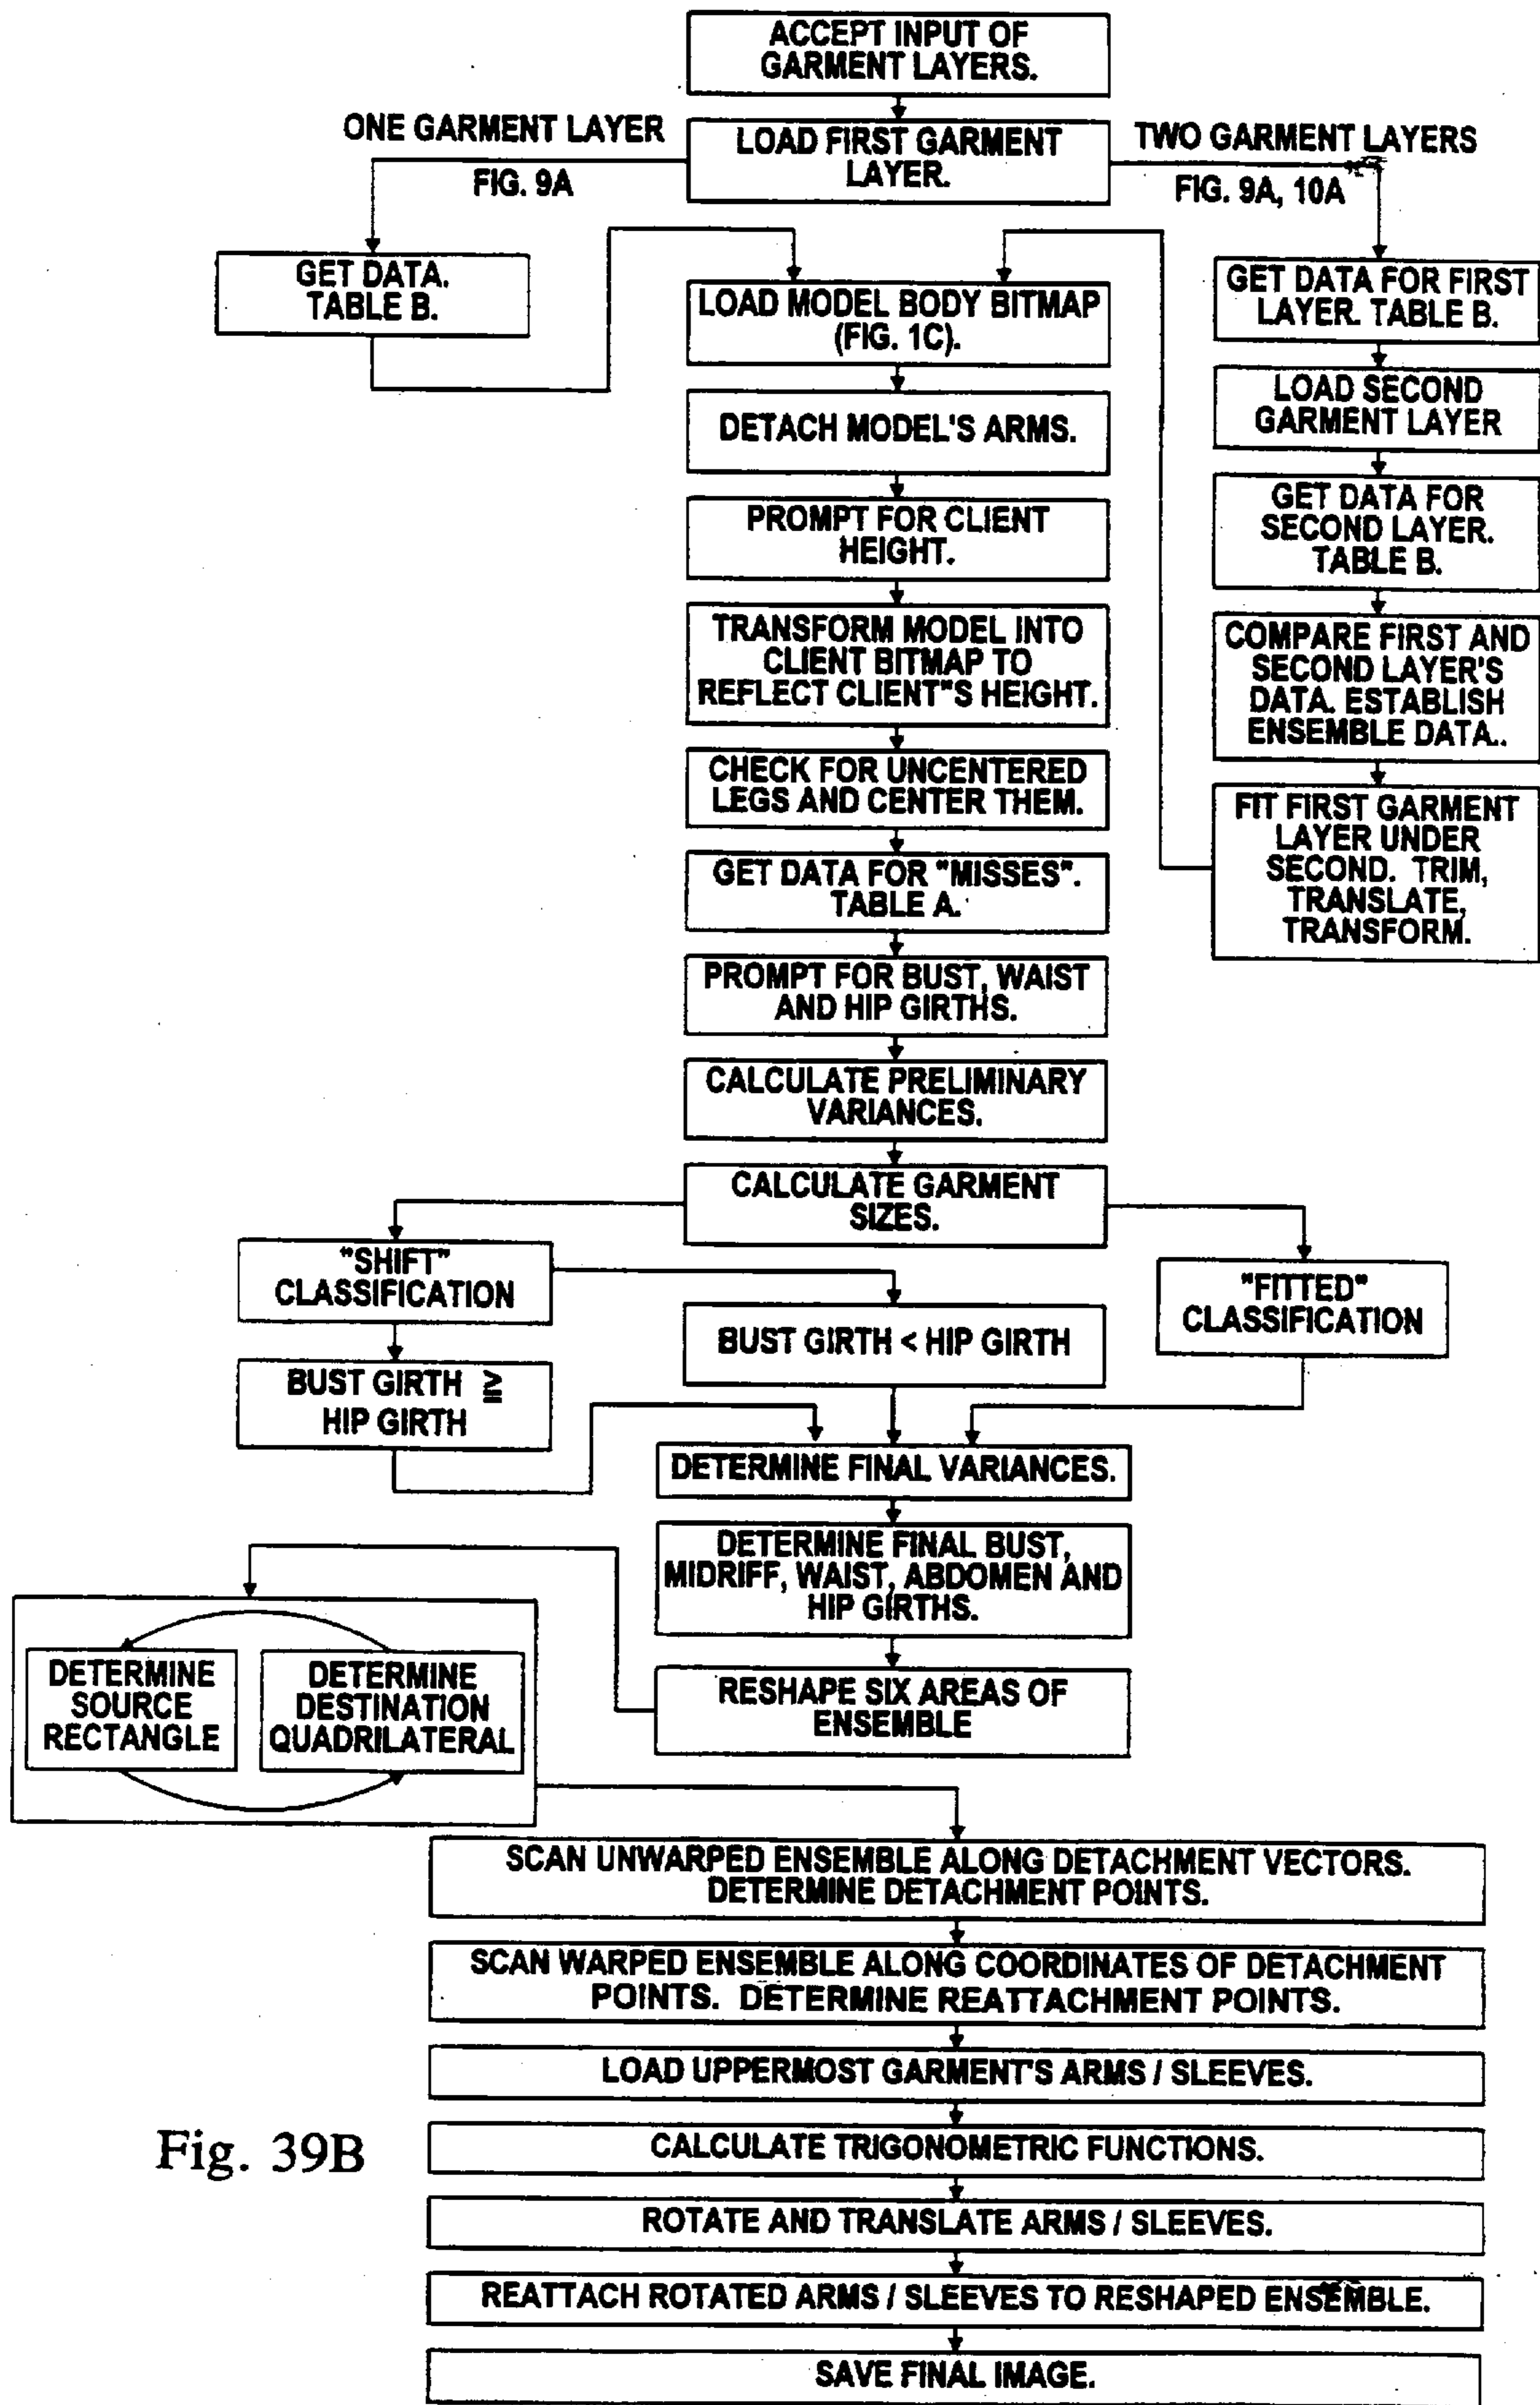 ACCEPT INPUT OF
GARMENT LAYERS.
ONE GARMENT LAYER
FIG. 9A
LOAD FIRST GARMENT
LAYER.
TWO GARMENT LAYERS
FIG. 9A, 10A
GET DATA.
TABLE B.
GET DATA FOR FIRST
LAYER. TABLE B.
LOAD SECOND
GARMENT LAYER
GET DATA FOR
SECOND LAYER.
TABLE B.
COMPARE FIRST AND
SECOND LAYER'S
DATA. ESTABLISH
ENSEMBLE DATA..
FIT FIRST GARMENT
LAYER UNDER
SECOND. TRIM,
TRANSLATE,
TRANSFORM.
LOAD MODEL BODY BITMAP
(FIG. 1C).
DETACH MODEL'S ARMS.
PROMPT FOR CLIENT
HEIGHT.
TRANSFORM MODEL INTO
CLIENT BITMAP TO
REFLECT CLIENT"S HEIGHT.
CHECK FOR UNCENTERED
LEGS AND CENTER THEM.
GET DATA FOR "MISSES".
TABLE A.
PROMPT FOR BUST, WAIST
AND HIP GIRTHS.
CALCULATE PRELIMINARY
VARIANCES.
CALCULATE GARMENT
SIZES.
"SHIFT"
CLASSIFICATION
BUST GIRTH < HIP GIRTH
"FITTED"
CLASSIFICATION
BUST GIRTH ≧
HIP GIRTH
DETERMINE FINAL VARIANCES.
DETERMINE FINAL BUST,
MIDRIFF, WAIST, ABDOMEN AND
HIP GIRTHS.
RESHAPE SIX AREAS OF
ENSEMBLE
DETERMINE
SOURCE
RECTANGLE
DETERMINE
DESTINATION
QUADRILATERAL
SCAN UNWARPED ENSEMBLE ALONG DETACHMENT VECTORS.
DETERMINE DETACHMENT POINTS.
SCAN WARPED ENSEMBLE ALONG COORDINATES OF DETACHMENT
POINTS. DETERMINE REATTACHMENT POINTS.
LOAD UPPERMOST GARMENT'S ARMS / SLEEVES.
CALCULATE TRIGONOMETRIC FUNCTIONS.
ROTATE AND TRANSLATE ARMS / SLEEVES.
REATTACH ROTATED ARMS / SLEEVES TO RESHAPED ENSEMBLE.
SAVE FINAL IMAGE.
Fig. 39B